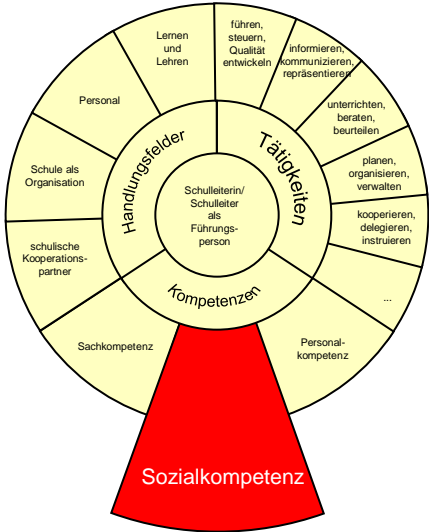 Lernen
und
Lehren
führen,
steuern,
Qualität
entwickeln
informieren,
kommunizieren,
repräsentieren
Personal
unterrichten,
beraten,
beurteilen
Handlungsfelder
Tätigkeiten
planen,
organisieren,
verwalten
Schule als
Organisation
Schulleiterin/
Schulleiter
als
Führungs-
person
kooperieren,
delegieren,
instruieren
schulische
Kooperations-
partner
Kompetenzen
...
Sachkompetenz
Personal-
kompetenz
Sozialkompetenz